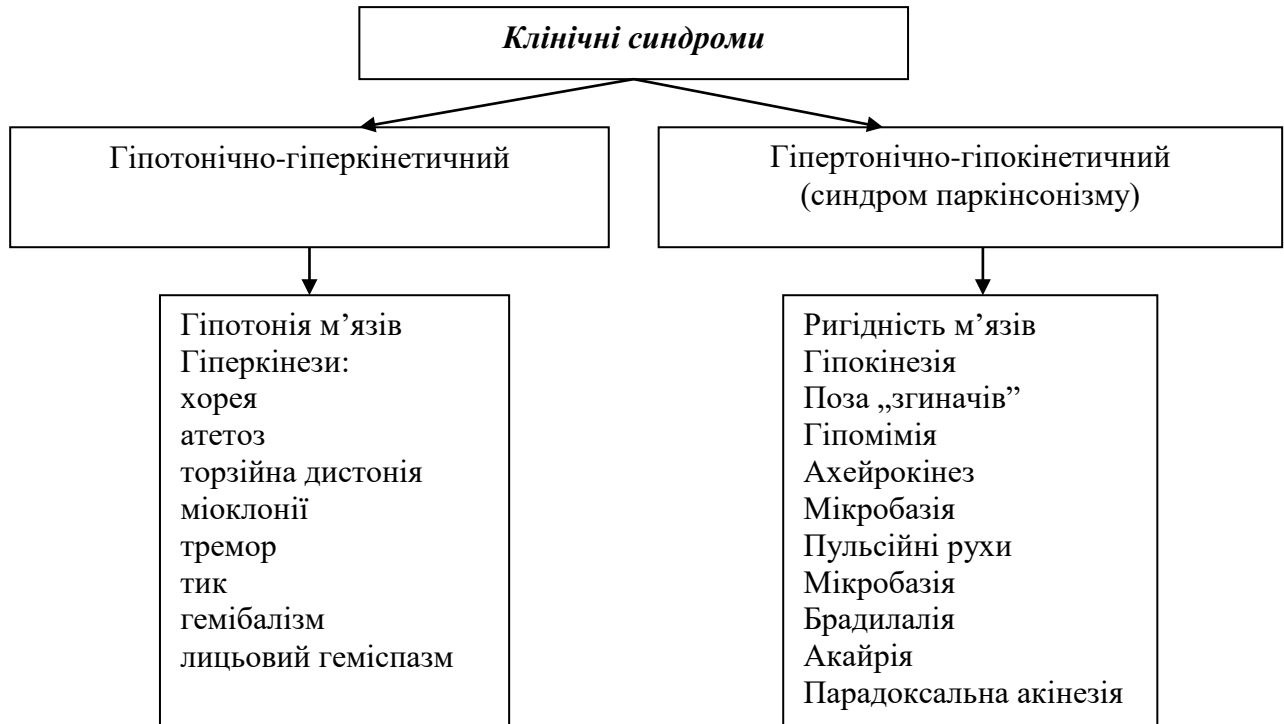 Клінічні синдроми
Гіпотонічно-гіперкінетичний
Гіпертонічно-гіпокінетичний
(синдром паркінсонізму)
Гіпотонія м’язів
Гіперкінези:
хорея
атетоз
торзійна дистонія
міоклонії
тремор
тик
гемібалізм
лицьовий геміспазм
Ригідність м’язів
Гіпокінезія
Поза „згиначів”
Гіпомімія
Ахейрокінез
Мікробазія
Пульсійні рухи
Мікробазія
Брадилалія
Акайрія
Парадоксальна акінезія